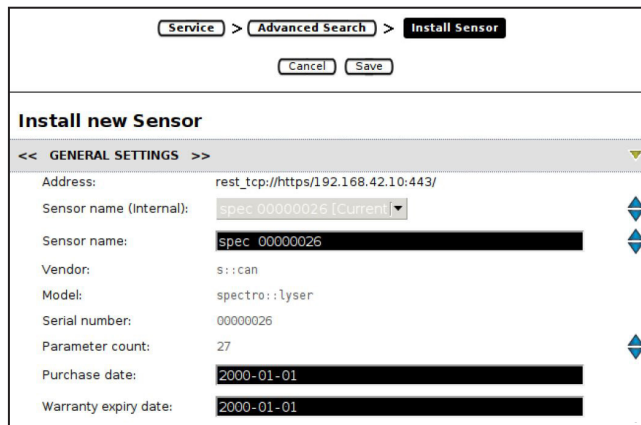 Service > Advanced Search > Install Sensor
Cancel Save
Install new Sensor
<< GENERAL SETTINGS >>
Address: rest_tcp://https/192.168.42.10:443/
Sensor name (Internal): spec 00000026 [Current
Sensor name: spec 00000026
Vendor: s::can
Model: spectro::lyser
Serial number: 00000026
Parameter count: 27
Purchase date: 2000-01-01
Warranty expiry date: 2000-01-01